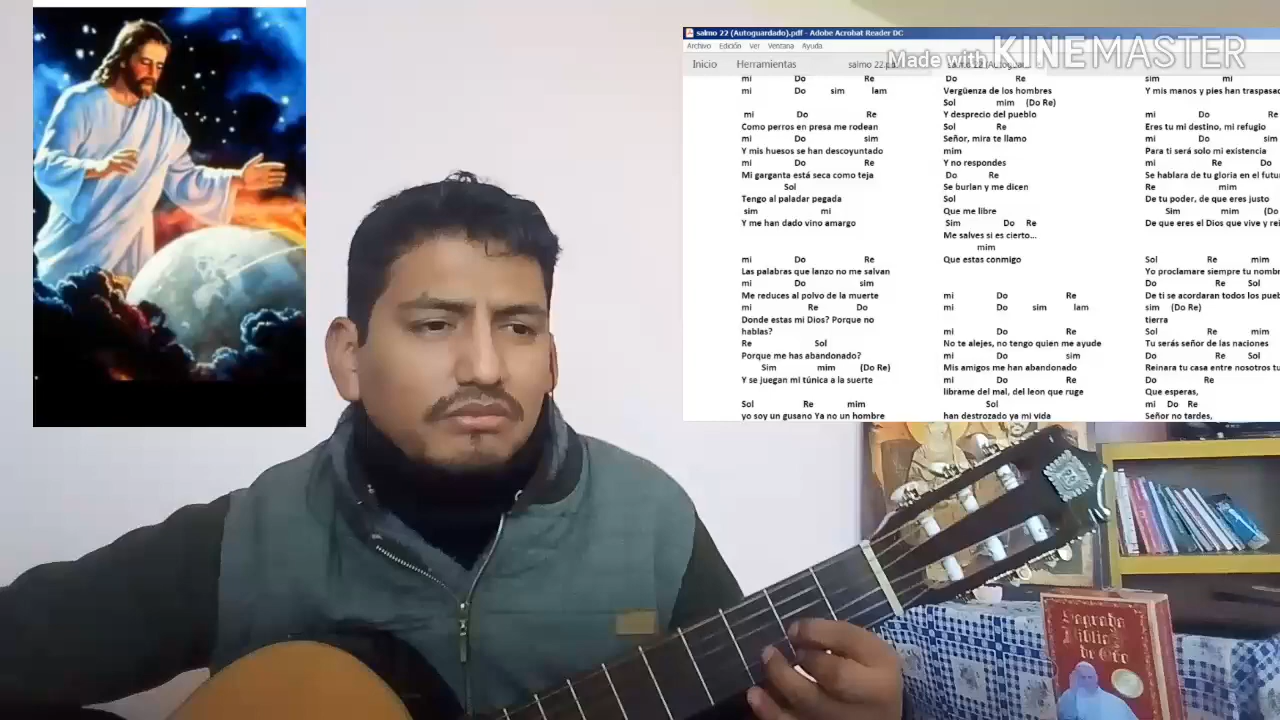 salmo 22 (Autoguardado).pdf - Adobe Acrobat Reader DC
Archivo Edición Ver Ventana Ayuda
Made with KINEMASTER
Inicio Herramientas salmo 22.p
mi Do Re
mi Do sim lam
mi Do Re
Como perros en presa me rodean
mi Do sim
Y mis huesos se han descoyuntado
mi Do Re
Mi garganta está seca como teja
Sol
Tengo al paladar pegada
sim mi
Y me han dado vino amargo
mi Do Re
Las palabras que lanzo no me salvan
mi Do sim
Me reduces al polvo de la muerte
mi Re Do
Donde estas mi Dios? Porque no
hablas?
Re Sol
Porque me has abandonado?
Sim mim (Do Re)
Y se juegan mi túnica a la suerte
Sol Re mim
yo soy un gusano Ya no un hombre
Do Re
Vergüenza de los hombres
Sol mim (Do Re)
Y desprecio del pueblo
Sol Re
Señor, mira te llamo
mim
Y no respondes
Do Re
Se burlan y me dicen
Sol
Que me libre
Sim Do Re
Me salves si es cierto...
mim
Que estas conmigo
mi Do Re
mi Do sim lam
mi Do Re
No te alejes, no tengo quien me ayude
mi Do sim
Mis amigos me han abandonado
mi Do Re
librame del mal, del leon que ruge
Sol
han destrozado ya mi vida
sim mi
Y mis manos y pies han traspasad
mi Do Re
Eres tu mi destino, mi refugio
mi Do sim
Para ti será solo mi existencia
mi Re Do
Se hablara de tu gloria en el futu
Re mim
De tu poder, de que eres justo
Sim mim (Do
De que eres el Dios que vive y rei
Sol Re mim
Yo proclamare siempre tu nombr
Do Re Sol
De ti se acordaran todos los pueb
sim (Do Re)
tierra
Sol Re mim
Tu serás señor de las naciones
Do Re Sol
Reinara tu casa entre nosotros tu
Do Re
Que esperas,
mi Do Re
Señor no tardes,
Sagrada
Biblia
de Oro